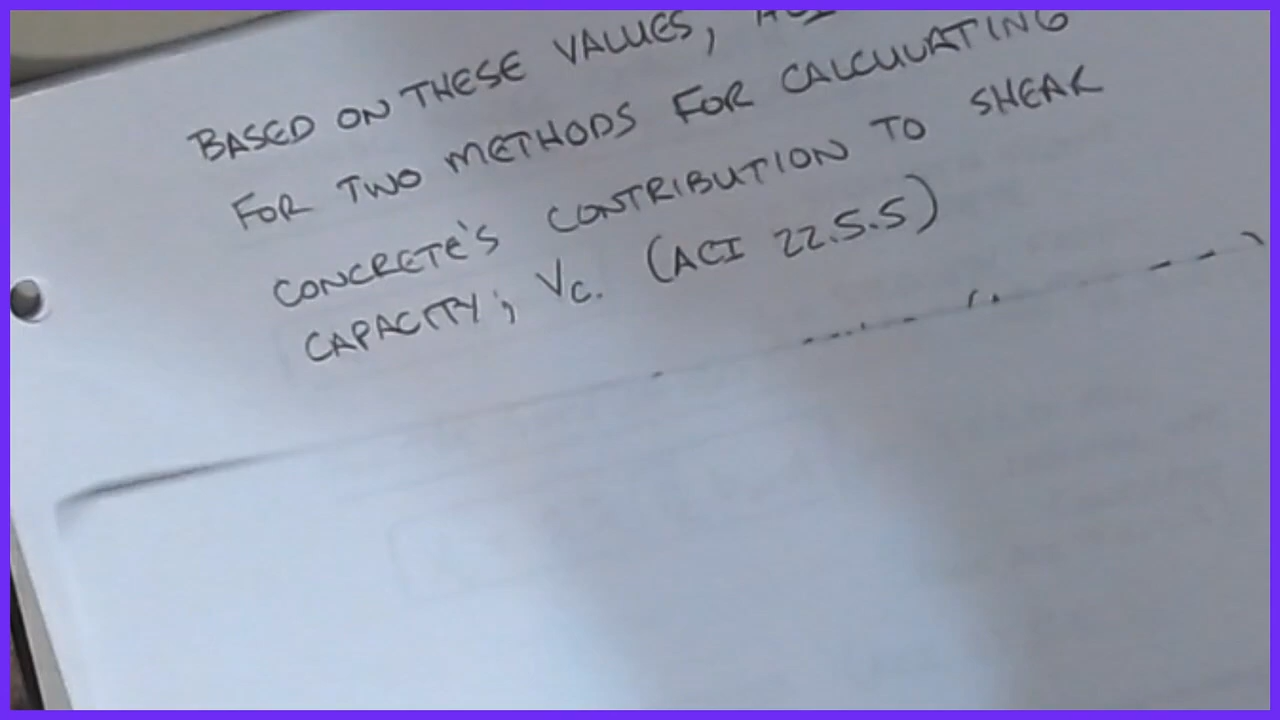 BASED ON THESE VALUES, ACI
FOR TWO METHODS FOR CALCULATING
CONCRETE'S CONTRIBUTION TO SHEAR
CAPACITY, Vc. (ACI 22.5.5)